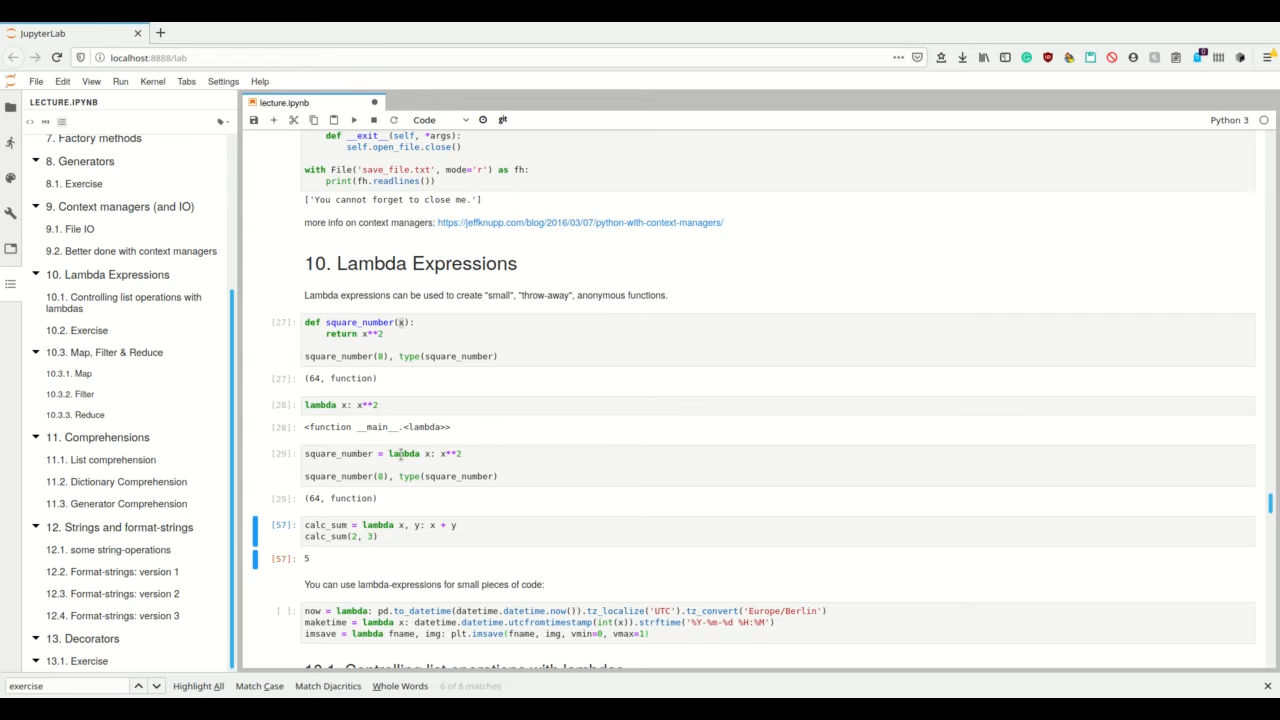 JupyterLab
localhost:8888/lab
0
File Edit View Run Kernel Tabs Settings Help
LECTURE.IPYNB
7. Factory methods
8. Generators
8.1. Exercise
9. Context managers (and IO)
9.1. File IO
9.2. Better done with context managers
10. Lambda Expressions
10.1. Controlling list operations with
lambdas
10.2. Exercise
10.3. Map, Filter & Reduce
10.3.1. Map
10.3.2. Filter
10.3.3. Reduce
11. Comprehensions
11.1. List comprehension
11.2. Dictionary Comprehension
11.3. Generator Comprehension
12. Strings and format-strings
12.1. some string-operations
12.2. Format-strings: version 1
12.3. Format-strings: version 2
12.4. Format-strings: version 3
13. Decorators
13.1. Exercise
lecture.ipynb
Code git Python 3
def __exit__(self, *args):
self.open_file.close()
with File('save_file.txt', mode='r') as fh:
print(fh.readlines())
['You cannot forget to close me.']
more info on context managers: https://jeffknupp.com/blog/2016/03/07/python-with-context-managers/
10. Lambda Expressions
Lambda expressions can be used to create "small", "throw-away", anonymous functions.
[27]: def square_number(x):
return x**2
square_number(8), type(square_number)
[27]: (64, function)
[28]: lambda x: x**2
[28]: <function __main__.<lambda>>
[29]: square_number = lambda x: x**2
square_number(8), type(square_number)
[29]: (64, function)
[57]: calc_sum = lambda x, y: x + y
calc_sum(2, 3)
[57]: 5
You can use lambda-expressions for small pieces of code:
[ ]: now = lambda: pd.to_datetime(datetime.datetime.now()).tz_localize('UTC').tz_convert('Europe/Berlin')
maketime = lambda x: datetime.datetime.utcfromtimestamp(int(x)).strftime('%Y-%m-%d %H:%M')
imsave = lambda fname, img: plt.imsave(fname, img, vmin=0, vmax=1)
10.1. Controlling list operations with lambdas
exercise Highlight All Match Case Match Diacritics Whole Words 6 of 8 matches